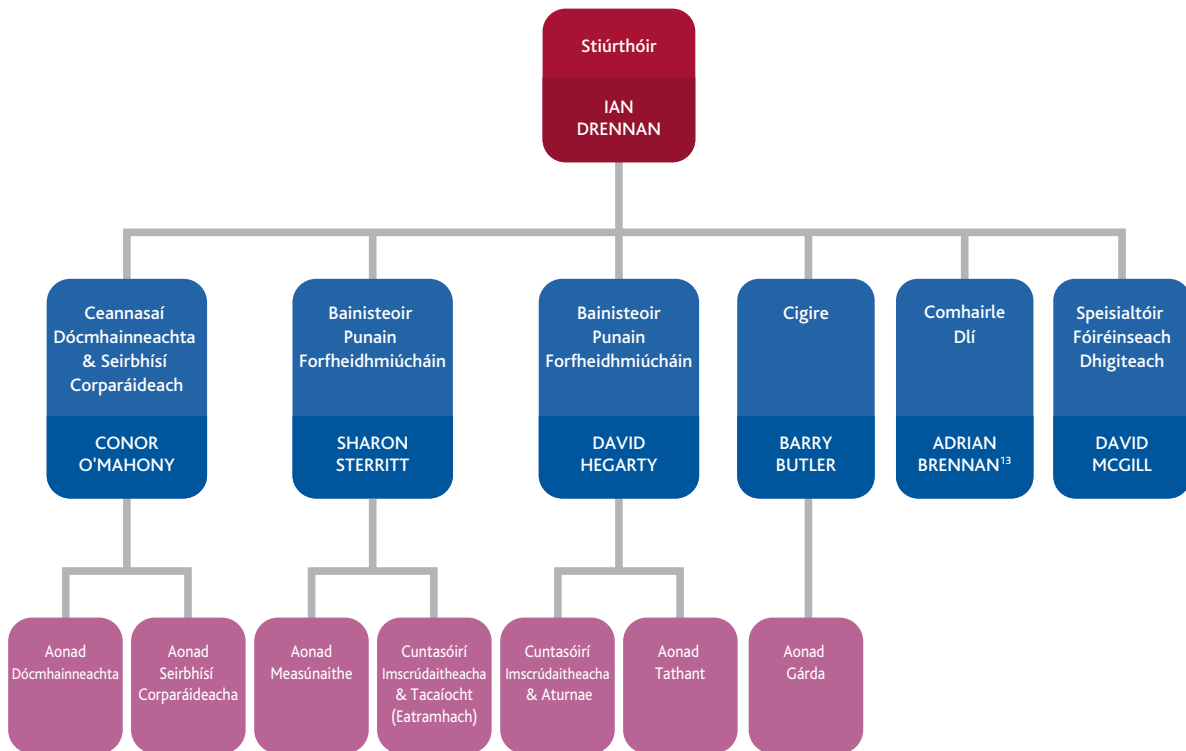 Stiúrthóir
IAN
DRENNAN
Ceannasaí
Dócmhainneachta
& Seirbhísí
Corparáideach
CONOR
O'MAHONY
Bainisteoir
Punain
Forfheidhmiúcháin
SHARON
STERRITT
Bainisteoir
Punain
Forfheidhmiúcháin
DAVID
HEGARTY
Cigire
BARRY
BUTLER
Comhairle
Dlí
ADRIAN
BRENNAN¹³
Speisialtóir
Fóiréinseach
Dhigiteach
DAVID
MCGILL
Aonad
Dócmhainneachta
Aonad
Seirbhísí
Corparáideacha
Aonad
Measúnaithe
Cuntasóirí
Imscrúdaitheacha
& Tacaíocht
(Eatramhach)
Cuntasóirí
Imscrúdaitheacha
& Aturnae
Aonad
Tathant
Aonad
Gárda